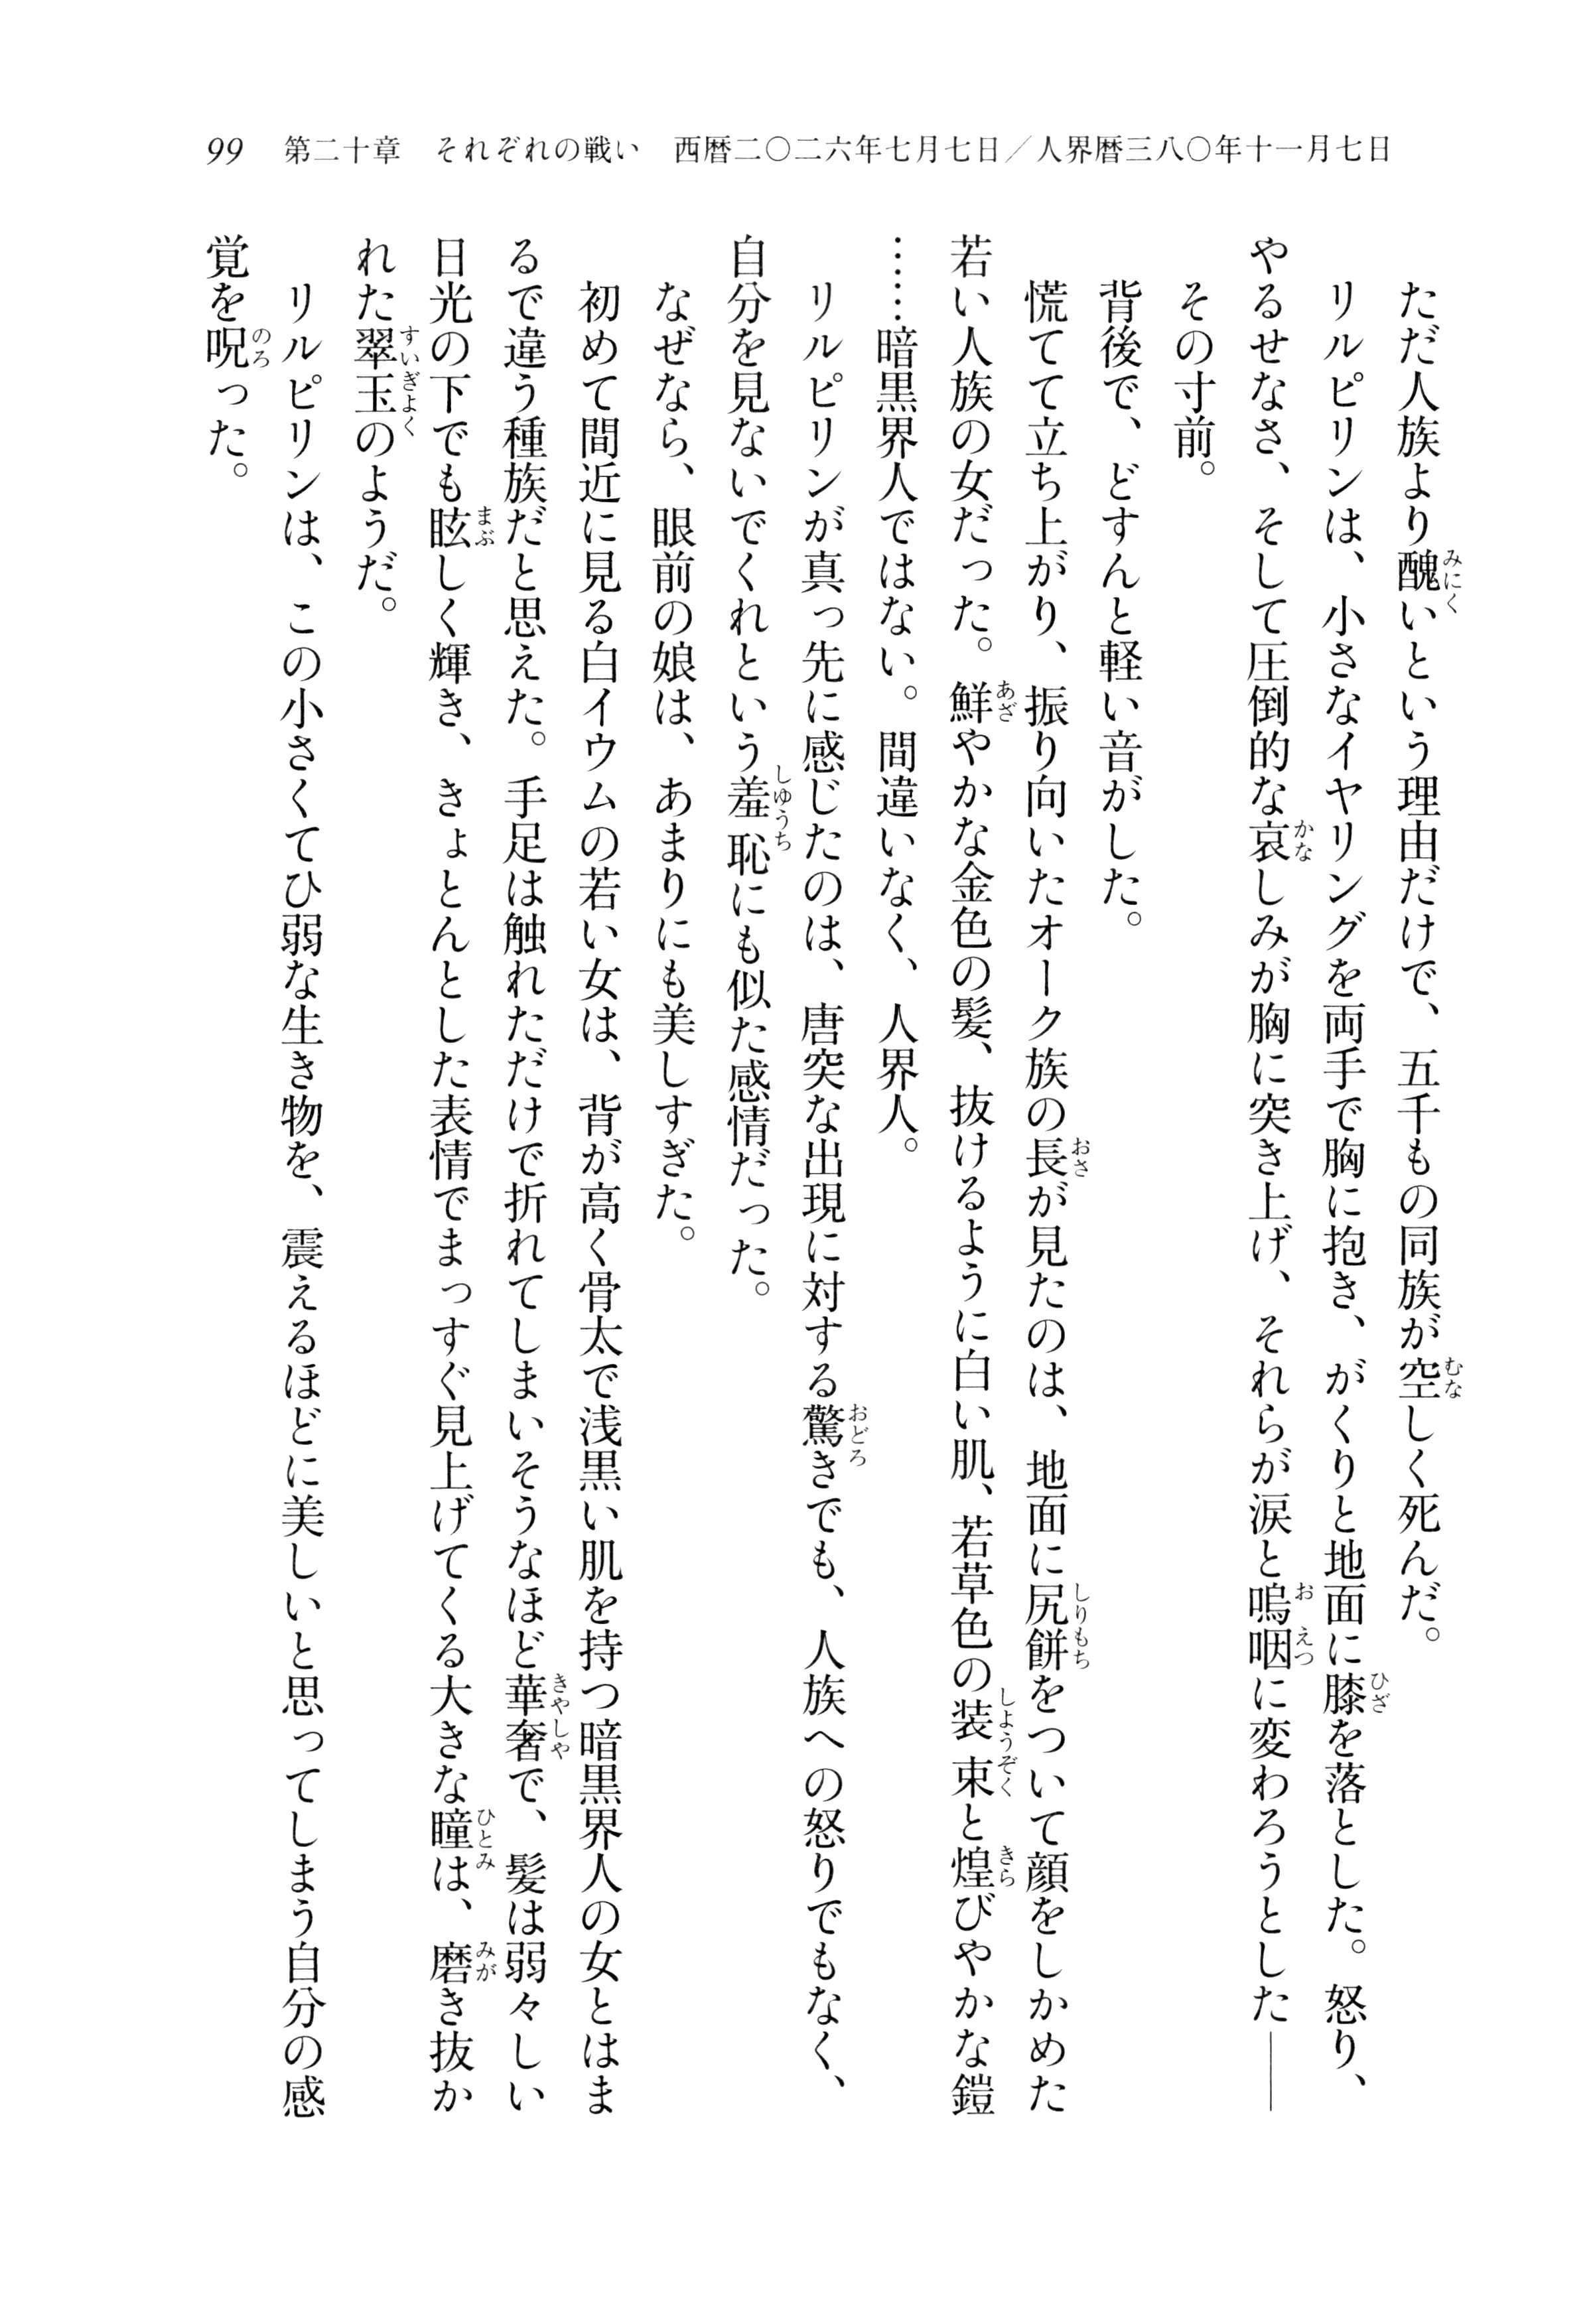 99　第二十章　それぞれの戦い　西暦二〇二六年七月七日／人界暦三八〇年十一月七日
ただ人族より醜いという理由だけで、五千もの同族が空しく死んだ。
リルピリンは、小さなイヤリングを両手で胸に抱き、がくりと地面に膝を落とした。怒り、
やるせなさ、そして圧倒的な哀しみが胸に突き上げ、それらが涙と嗚咽に変わろうとした――
その寸前。
背後で、どすんと軽い音がした。
慌てて立ち上がり、振り向いたオーク族の長が見たのは、地面に尻餅をついて顔をしかめた
若い人族の女だった。鮮やかな金色の髪、抜けるように白い肌、若草色の装束と煌びやかな鎧
……暗黒界人ではない。間違いなく、人界人。
リルピリンが真っ先に感じたのは、唐突な出現に対する驚きでも、人族への怒りでもなく、
自分を見ないでくれという羞恥にも似た感情だった。
なぜなら、眼前の娘は、あまりにも美しすぎた。
初めて間近に見る白イウムの若い女は、背が高く骨太で浅黒い肌を持つ暗黒界人の女とはま
るで違う種族だと思えた。手足は触れただけで折れてしまいそうなほど華奢で、髪は弱々しい
日光の下でも眩しく輝き、きょとんとした表情でまっすぐ見上げてくる大きな瞳は、磨き抜か
れた翠玉のようだ。
リルピリンは、この小さくてひ弱な生き物を、震えるほどに美しいと思ってしまう自分の感
覚を呪った。